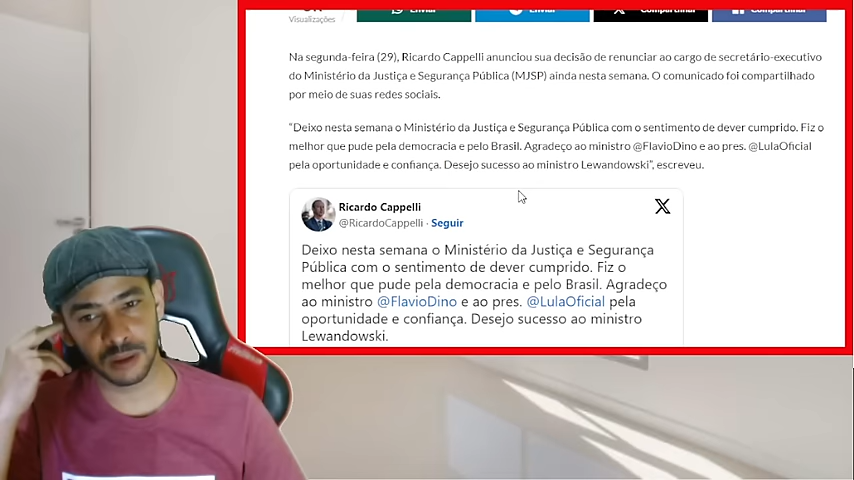 Visualizações
Enviar
Enviar
Compartilhar
Compartilhar
Na segunda-feira (29), Ricardo Cappelli anunciou sua decisão de renunciar ao cargo de secretário-executivo
do Ministério da Justiça e Segurança Pública (MJSP) ainda nesta semana. O comunicado foi compartilhado
por meio de suas redes sociais.
“Deixo nesta semana o Ministério da Justiça e Segurança Pública com o sentimento de dever cumprido. Fiz o
melhor que pude pela democracia e pelo Brasil. Agradeço ao ministro @FlavioDino e ao pres. @LulaOficial
pela oportunidade e confiança. Desejo sucesso ao ministro Lewandowski”, escreveu.
Ricardo Cappelli
@RicardoCappelli · Seguir
Deixo nesta semana o Ministério da Justiça e Segurança
Pública com o sentimento de dever cumprido. Fiz o
melhor que pude pela democracia e pelo Brasil. Agradeço
ao ministro @FlavioDino e ao pres. @LulaOficial pela
oportunidade e confiança. Desejo sucesso ao ministro
Lewandowski.